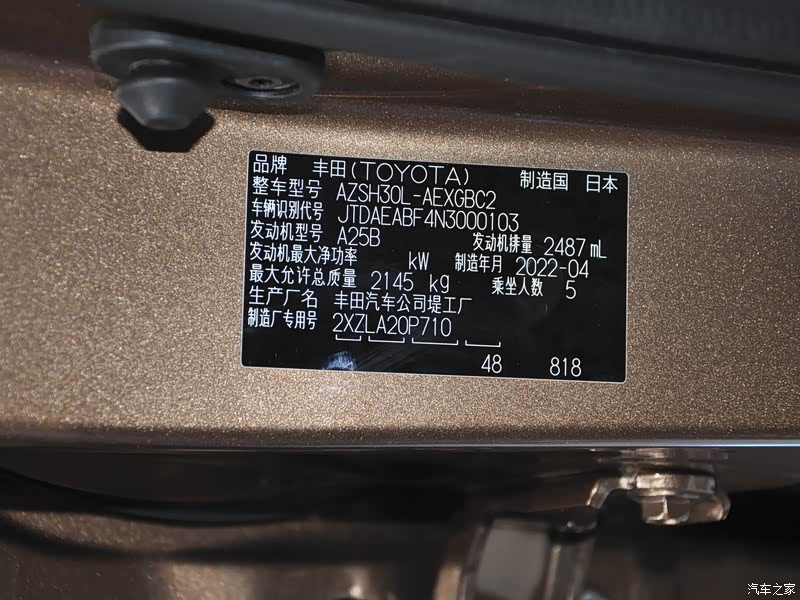 品牌 丰田(TOYOTA) 制造国 日本
整车型号 AZSH30L-AEXGBC2
车辆识别代号 JTDAEABF4N3000103
发动机型号 A25B 发动机排量 2487 mL
发动机最大净功率 kW 制造年月 2022-04
最大允许总质量 2145 kg 乘坐人数 5
生产厂名 丰田汽车公司堤工厂
制造厂专用号 2XZLA20P710
48 818
汽车之家